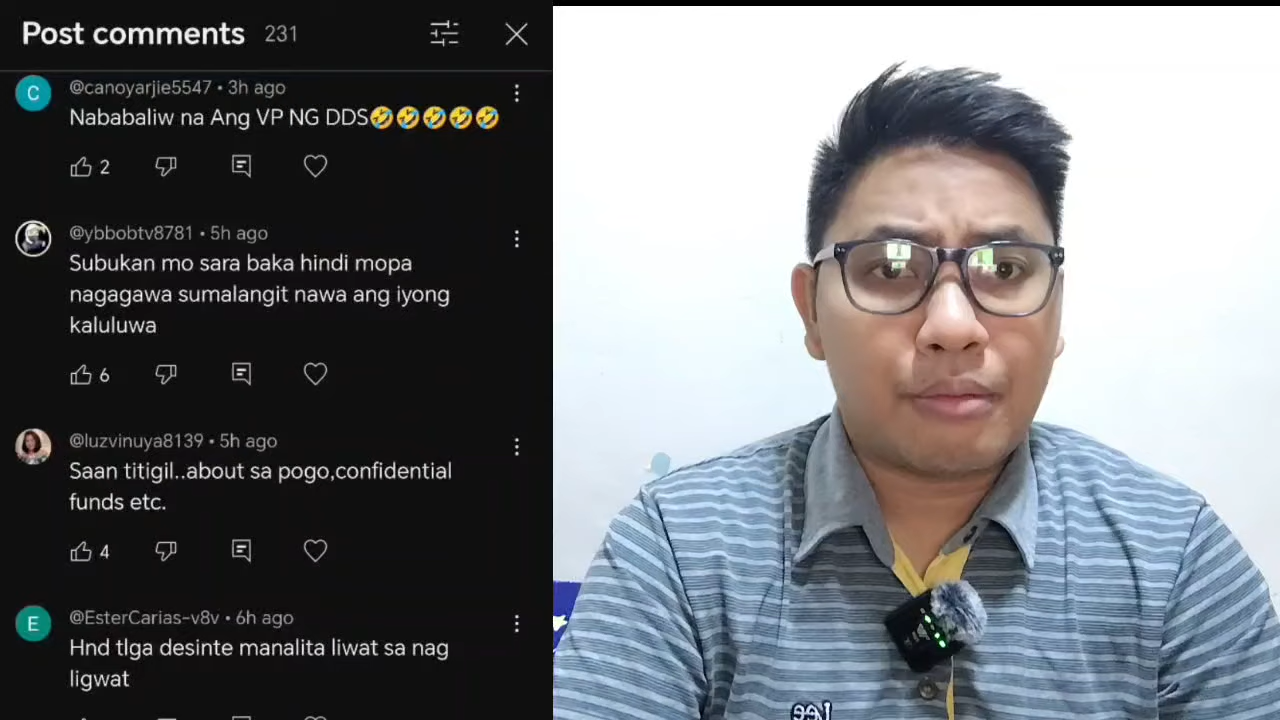 Post comments 231
C
@canoyarjie5547 • 3h ago
Nababaliw na Ang VP NG DDS🤣🤣🤣🤣🤣
2
@ybbobtv8781 • 5h ago
Subukan mo sara baka hindi mopa
nagagawa sumalangit nawa ang iyong
kaluluwa
6
@luzvinuya8139 • 5h ago
Saan titigil..about sa pogo,confidential
funds etc.
4
E
@EsterCarias-v8v • 6h ago
Hnd tlga desinte manalita liwat sa nag
ligwat
Lee